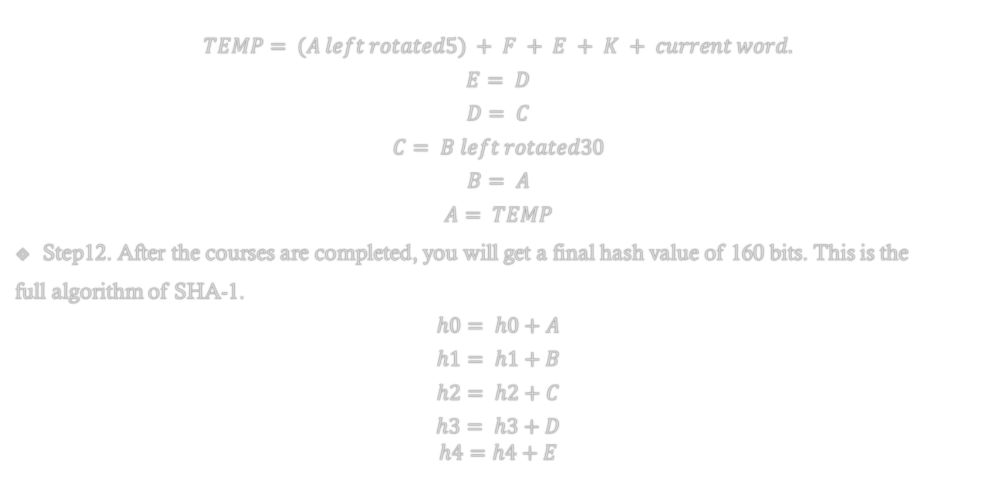 TEMP = (A left rotated5) + F + E + K + current word.
E = D
D = C
C = B left rotated30
B = A
A = TEMP
❖ Step12. After the courses are completed, you will get a final hash value of 160 bits. This is the
full algorithm of SHA-1.
h0 = h0 + A
h1 = h1 + B
h2 = h2 + C
h3 = h3 + D
h4 = h4 + E